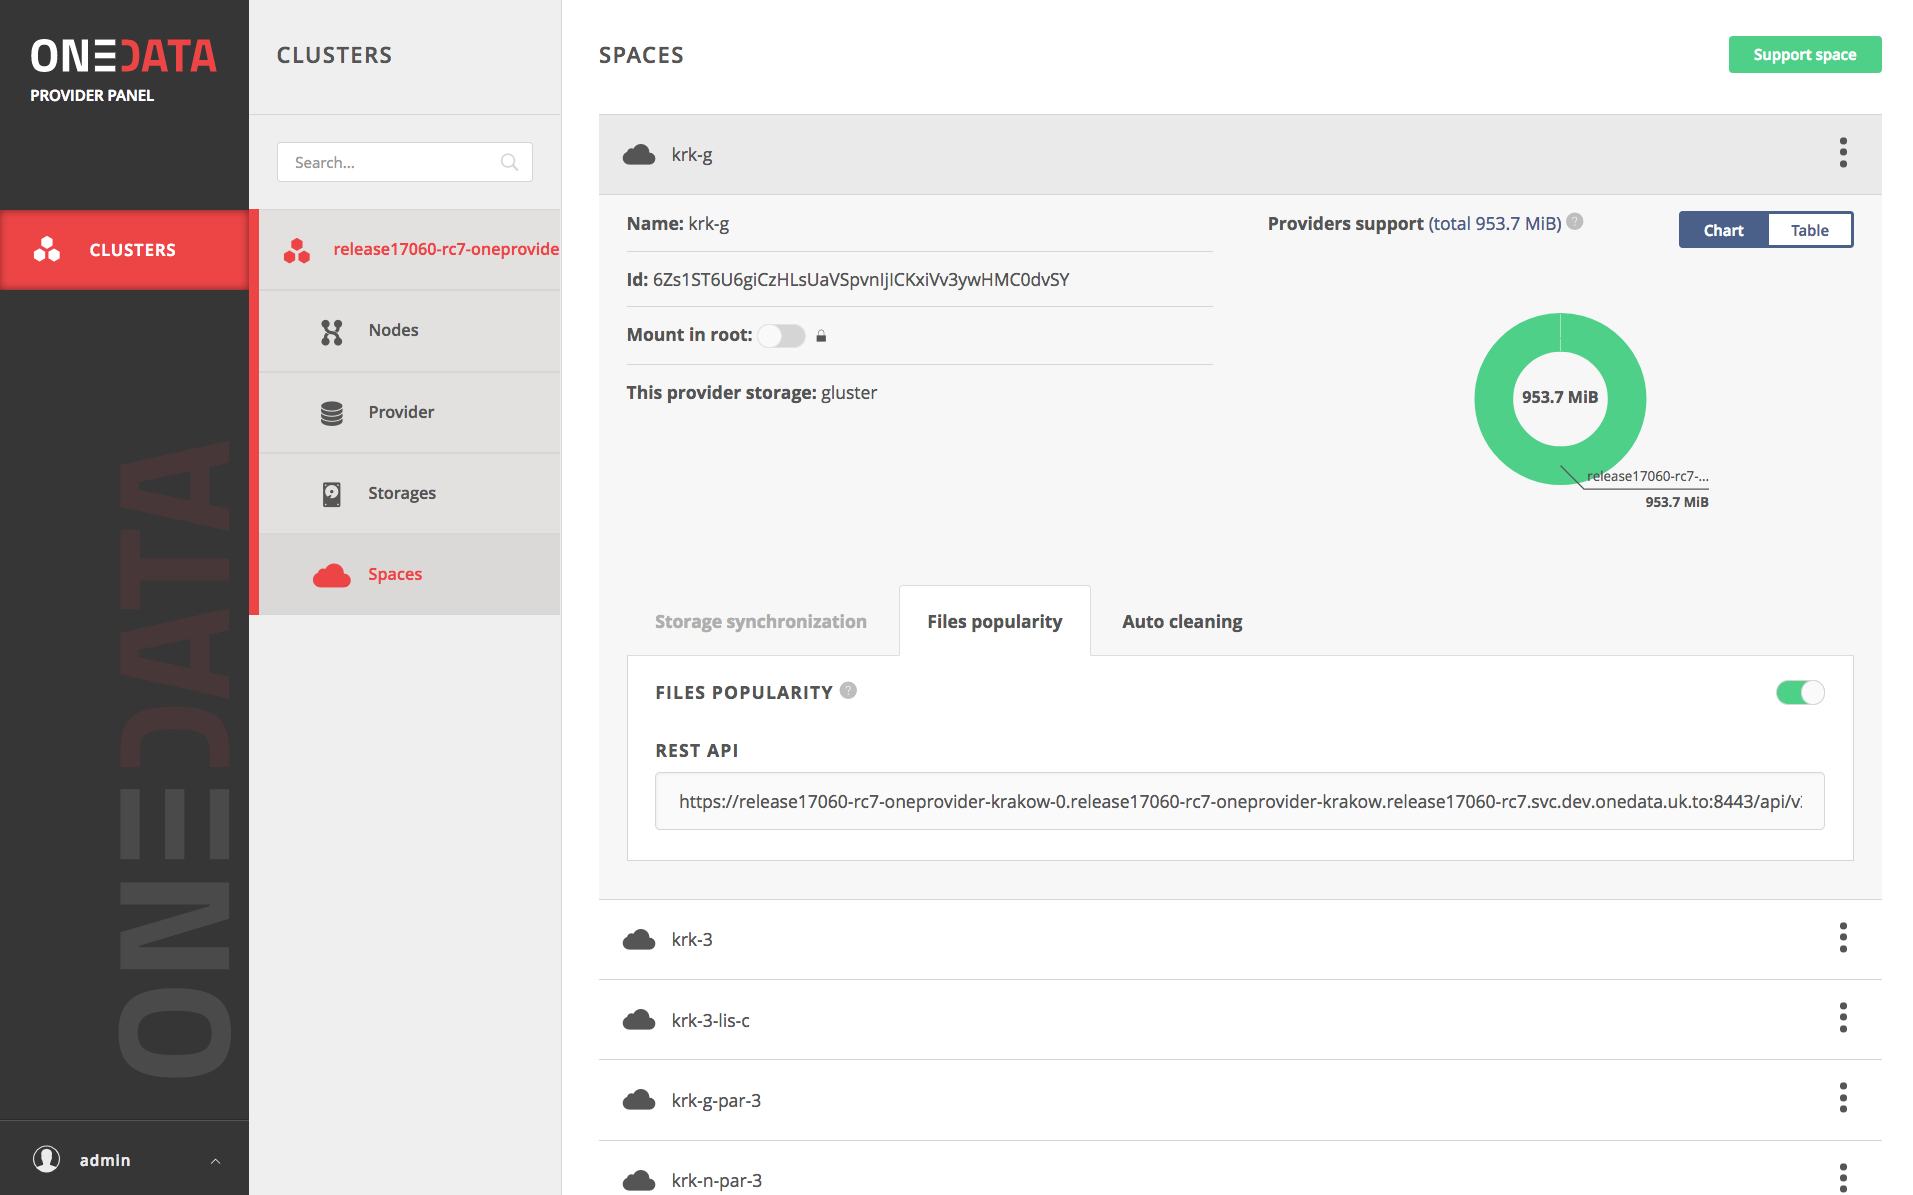 ONEDATA
PROVIDER PANEL
CLUSTERS
ONEDATA
admin
CLUSTERS
Search...
release17060-rc7-oneprovide
Nodes
Provider
Storages
Spaces
SPACES
Support space
krk-g
Name: krk-g
Id: 6Zs1ST6U6giCzHLsUaVSpvnIjICKxiVv3ywHMC0dvSY
Mount in root:
This provider storage: gluster
Providers support (total 953.7 MiB) ?
Chart
Table
953.7 MiB
release17060-rc7-...
953.7 MiB
Storage synchronization
Files popularity
Auto cleaning
FILES POPULARITY ?
REST API
https://release17060-rc7-oneprovider-krakow-0.release17060-rc7-oneprovider-krakow.release17060-rc7.svc.dev.onedata.uk.to:8443/api/v
krk-3
krk-3-lis-c
krk-g-par-3
krk-n-par-3